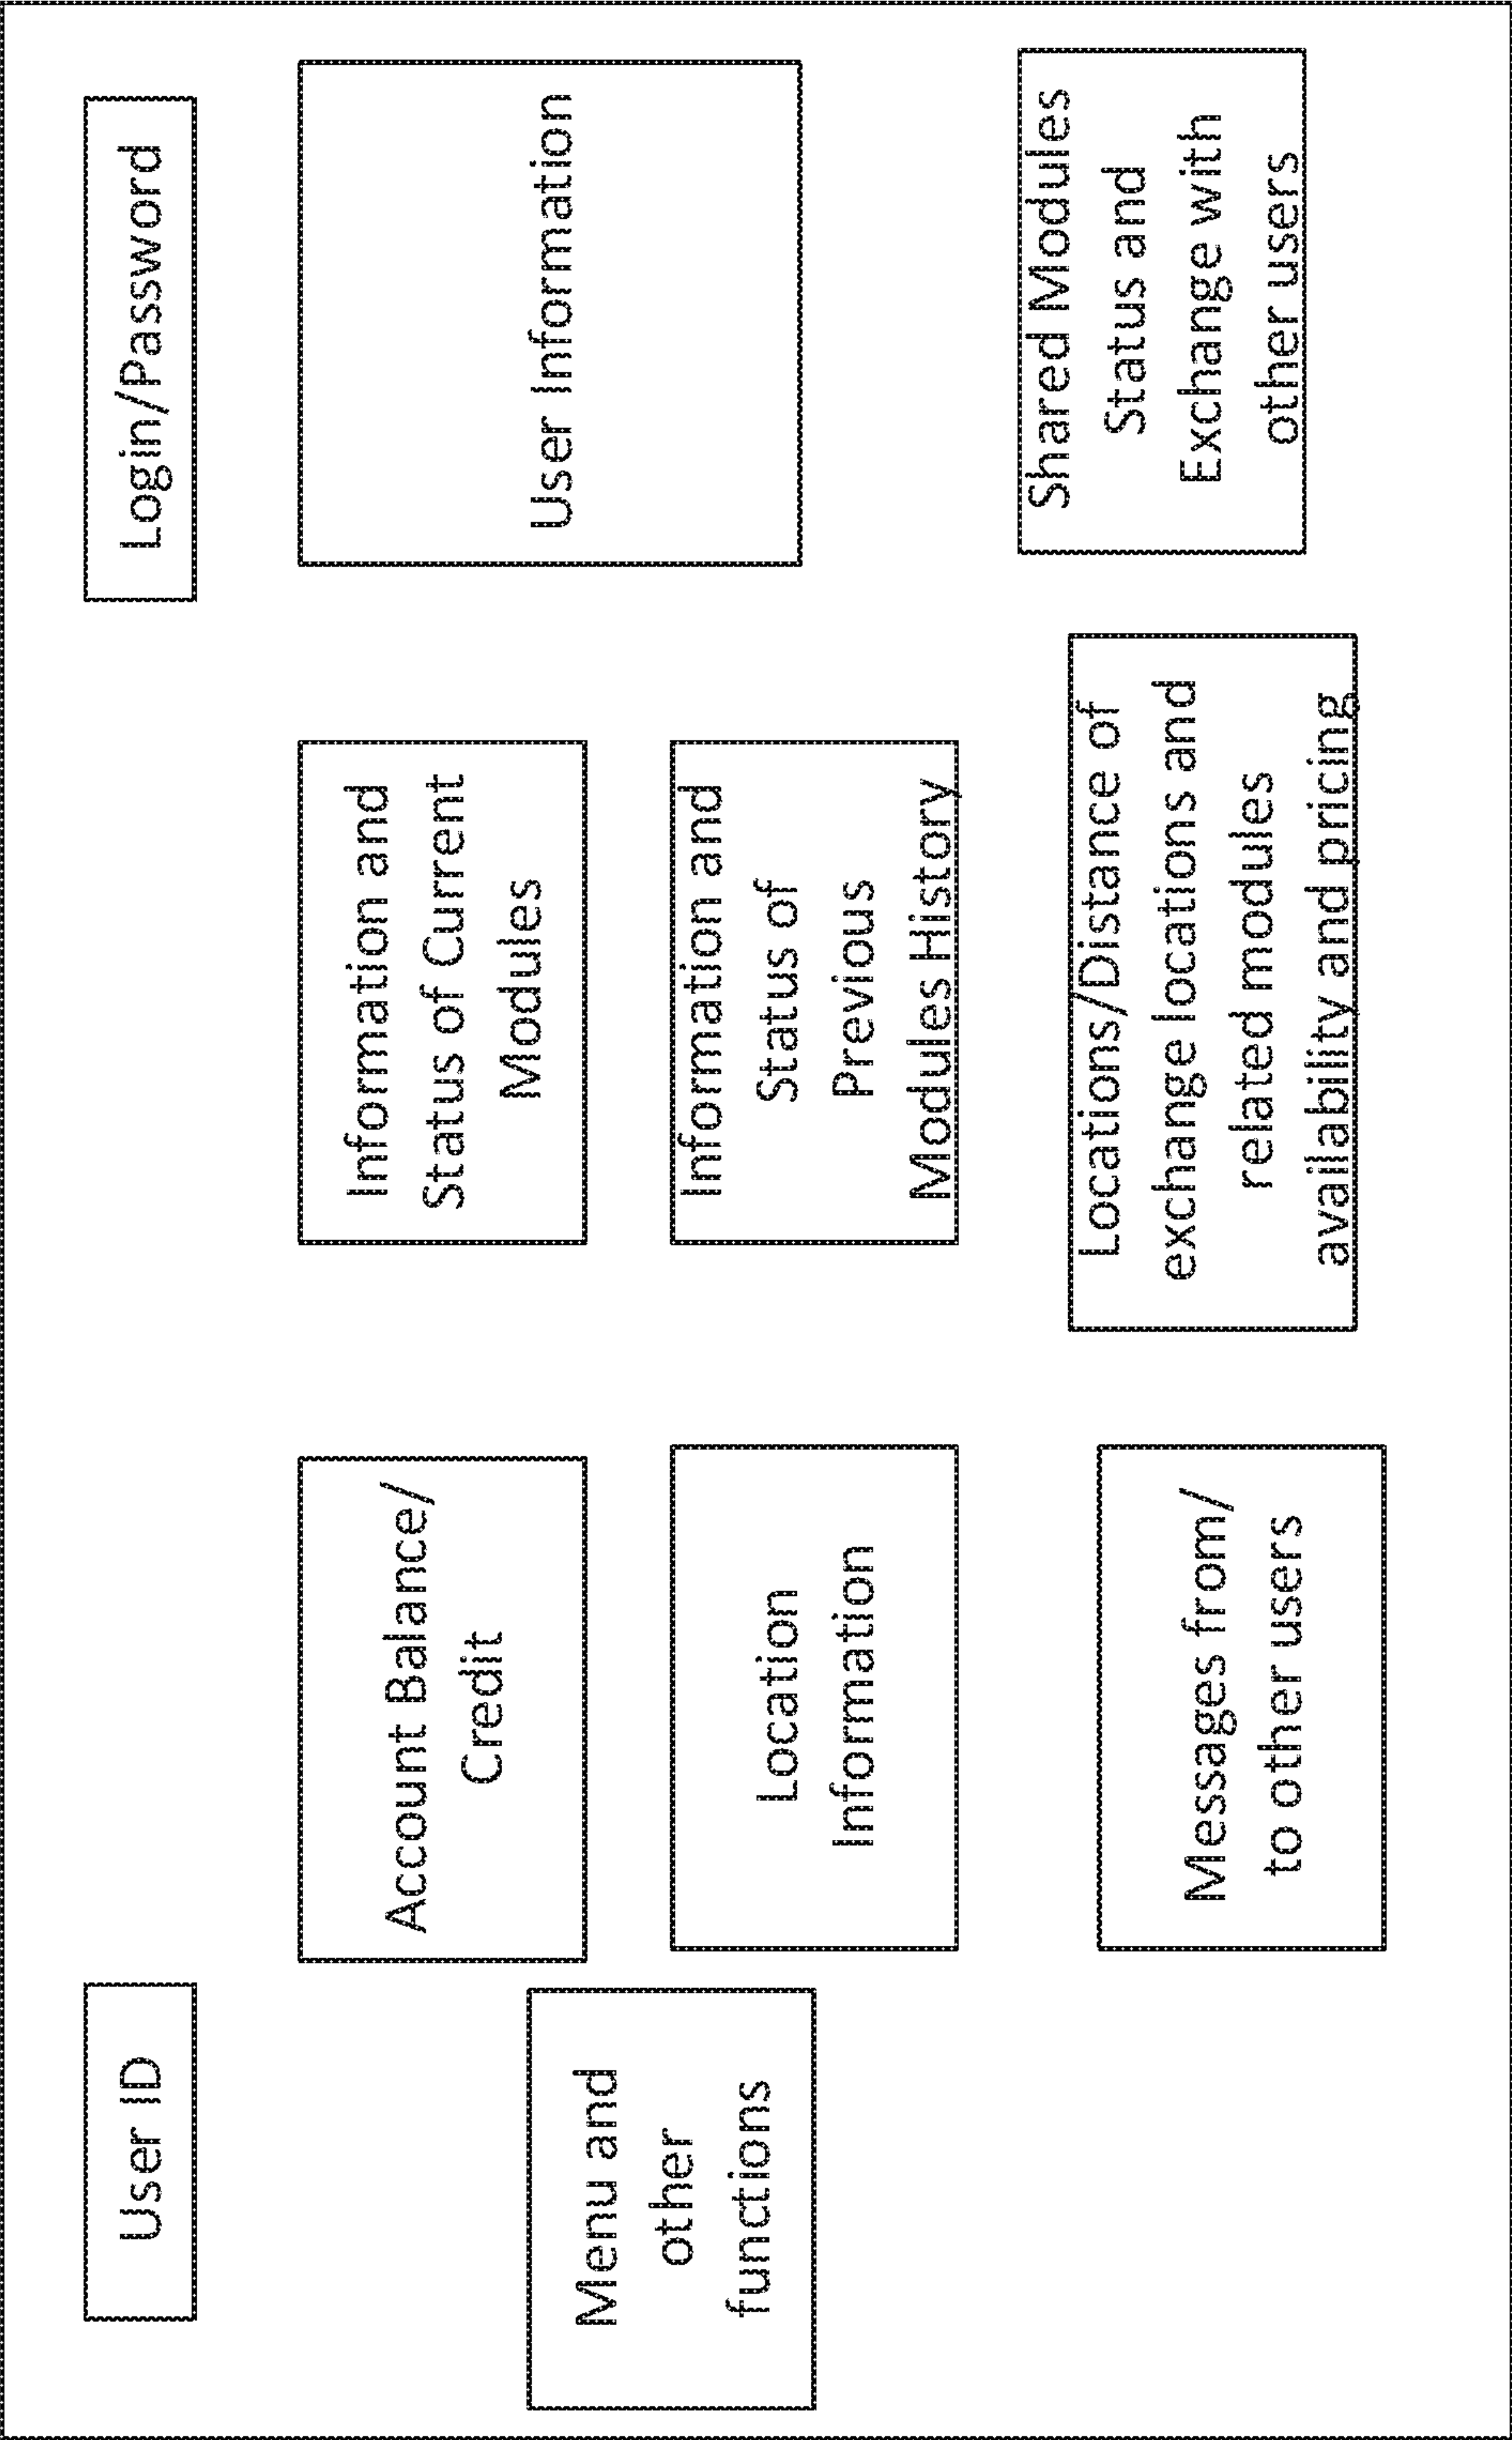 User ID
Login/Password
Menu and
other
functions
Account Balance/
Credit
Information and
Status of Current
Modules
User Information
Location
Information
Information and
Status of
Previous
Modules History
Messages from/
to other users
Locations/Distance of
exchange locations and
related modules
availability and pricing
Shared Modules
Status and
Exchange with
other users